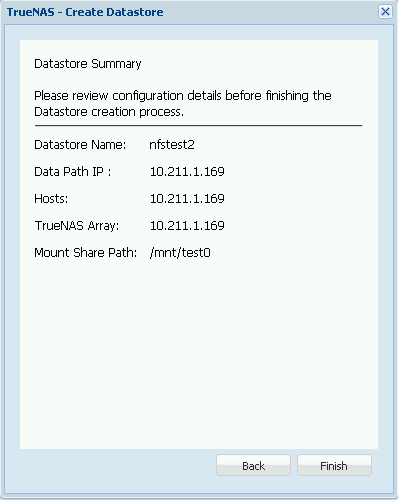 TrueNAS - Create Datastore
Datastore Summary
Please review configuration details before finishing the
Datastore creation process.
Datastore Name: nfstest2
Data Path IP : 10.211.1.169
Hosts: 10.211.1.169
TrueNAS Array: 10.211.1.169
Mount Share Path: /mnt/test0
Back Finish